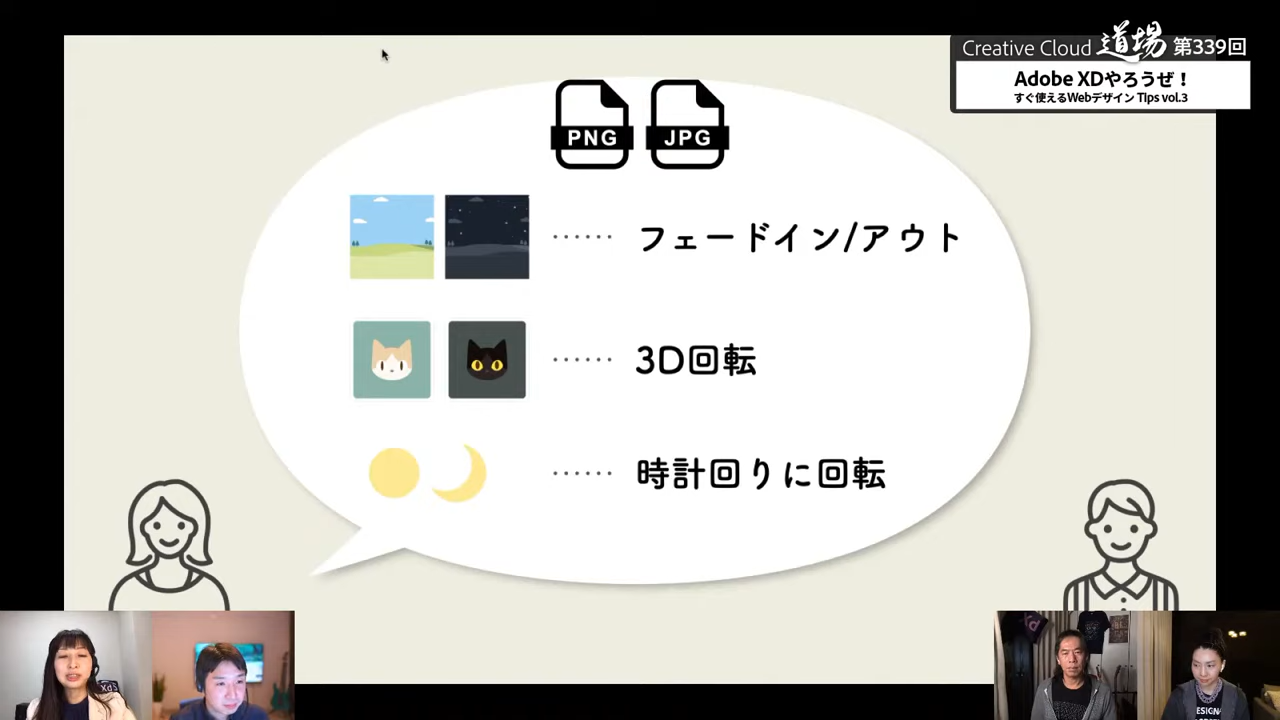 Creative Cloud 道場 第339回
Adobe XDやろうぜ！
すぐ使えるWebデザイン Tips vol.3
PNG JPG
…… フェードイン/アウト
…… 3D回転
…… 時計回りに回転
XdS
DESIGN